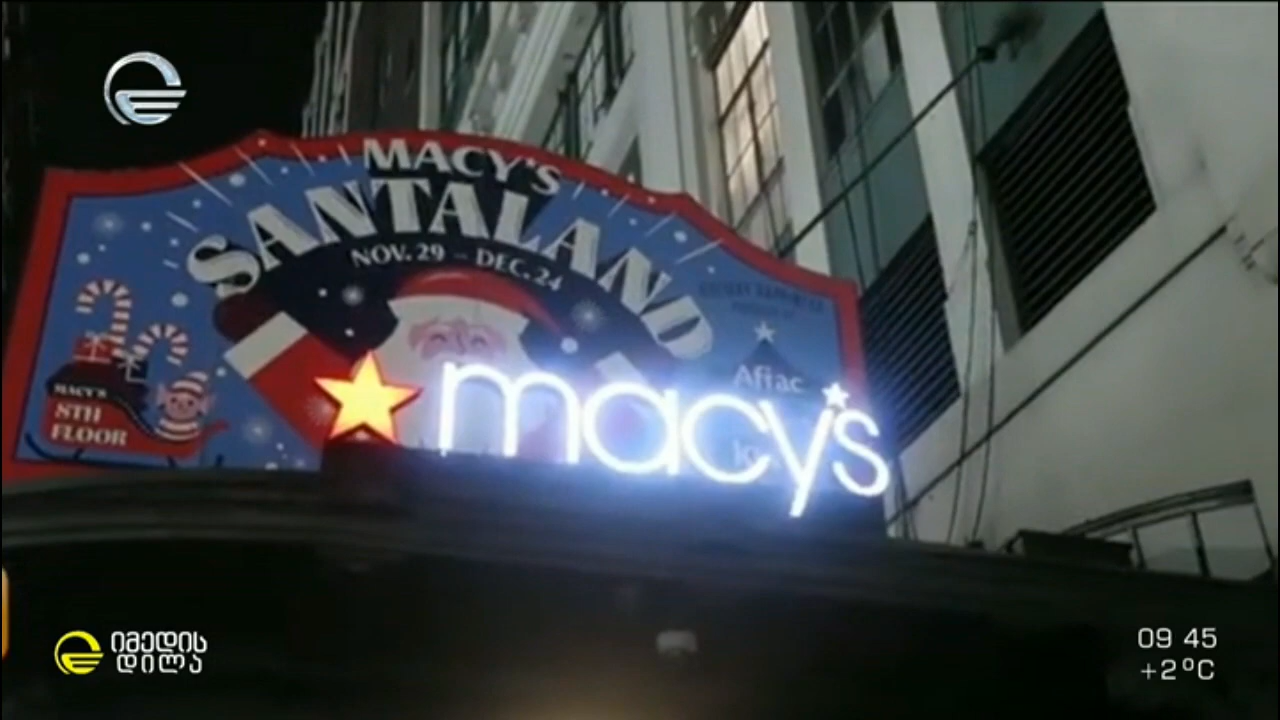 MACY'S
SANTALAND
NOV. 29 – DEC. 24
Aflac
MACY'S
8TH
FLOOR
macy's
იმედის
დილა
09 45
+2°C